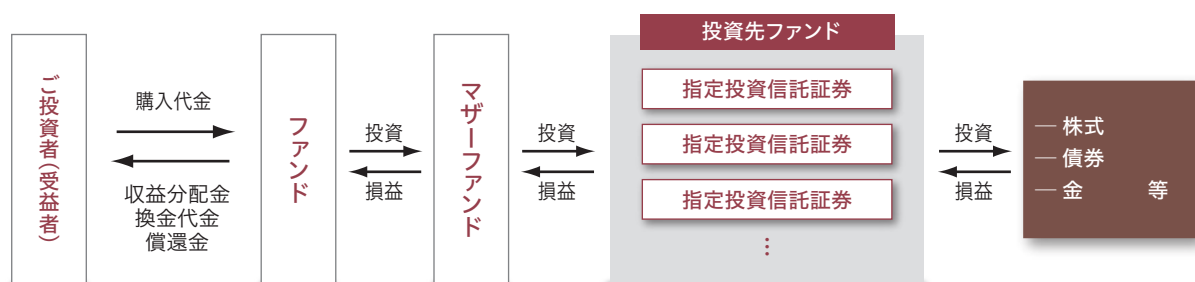 ご投資者(受益者)
購入代金
収益分配金
換金代金
償還金
ファンド
投資
損益
マザーファンド
投資
損益
投資先ファンド
指定投資信託証券
指定投資信託証券
指定投資信託証券
⋮
投資
損益
― 株式
― 債券
― 金 等